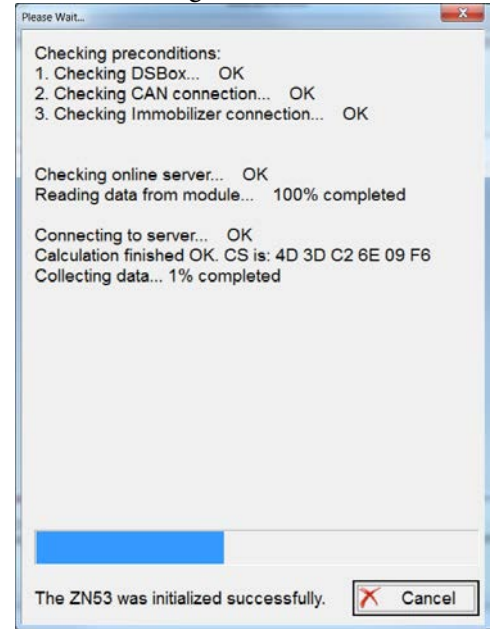 Please Wait...
Checking preconditions:
1. Checking DSBox... OK
2. Checking CAN connection... OK
3. Checking Immobilizer connection... OK
Checking online server... OK
Reading data from module... 100% completed
Connecting to server... OK
Calculation finished OK. CS is: 4D 3D C2 6E 09 F6
Collecting data... 1% completed
The ZN53 was initialized successfully.
Cancel